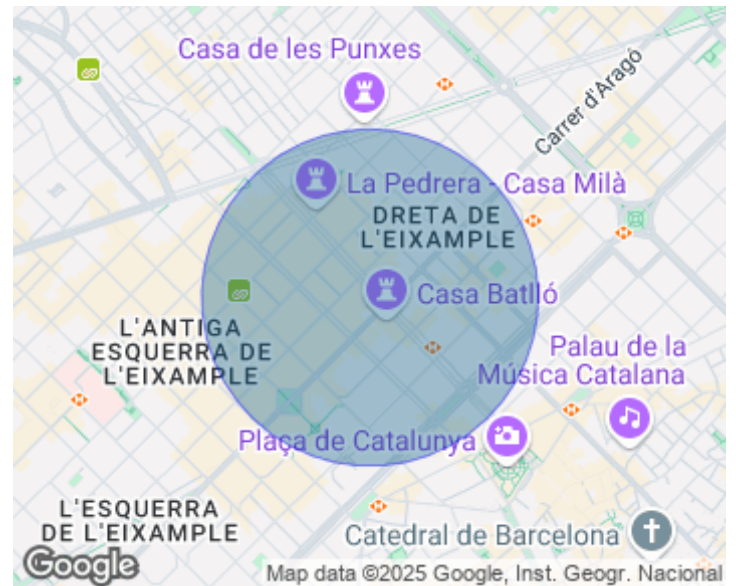 Casa de les Punxes
Carrer d'Aragó
La Pedrera - Casa Milà
DRETA DE
L'EIXAMPLE
Casa Batlló
L'ANTIGA
ESQUERRA DE
L'EIXAMPLE
Palau de la
Música Catalana
Plaça de Catalunya
L'ESQUERRA
DE L'EIXAMPLE
Catedral de Barcelona
Google
Map data ©2025 Google, Inst. Geogr. Nacional